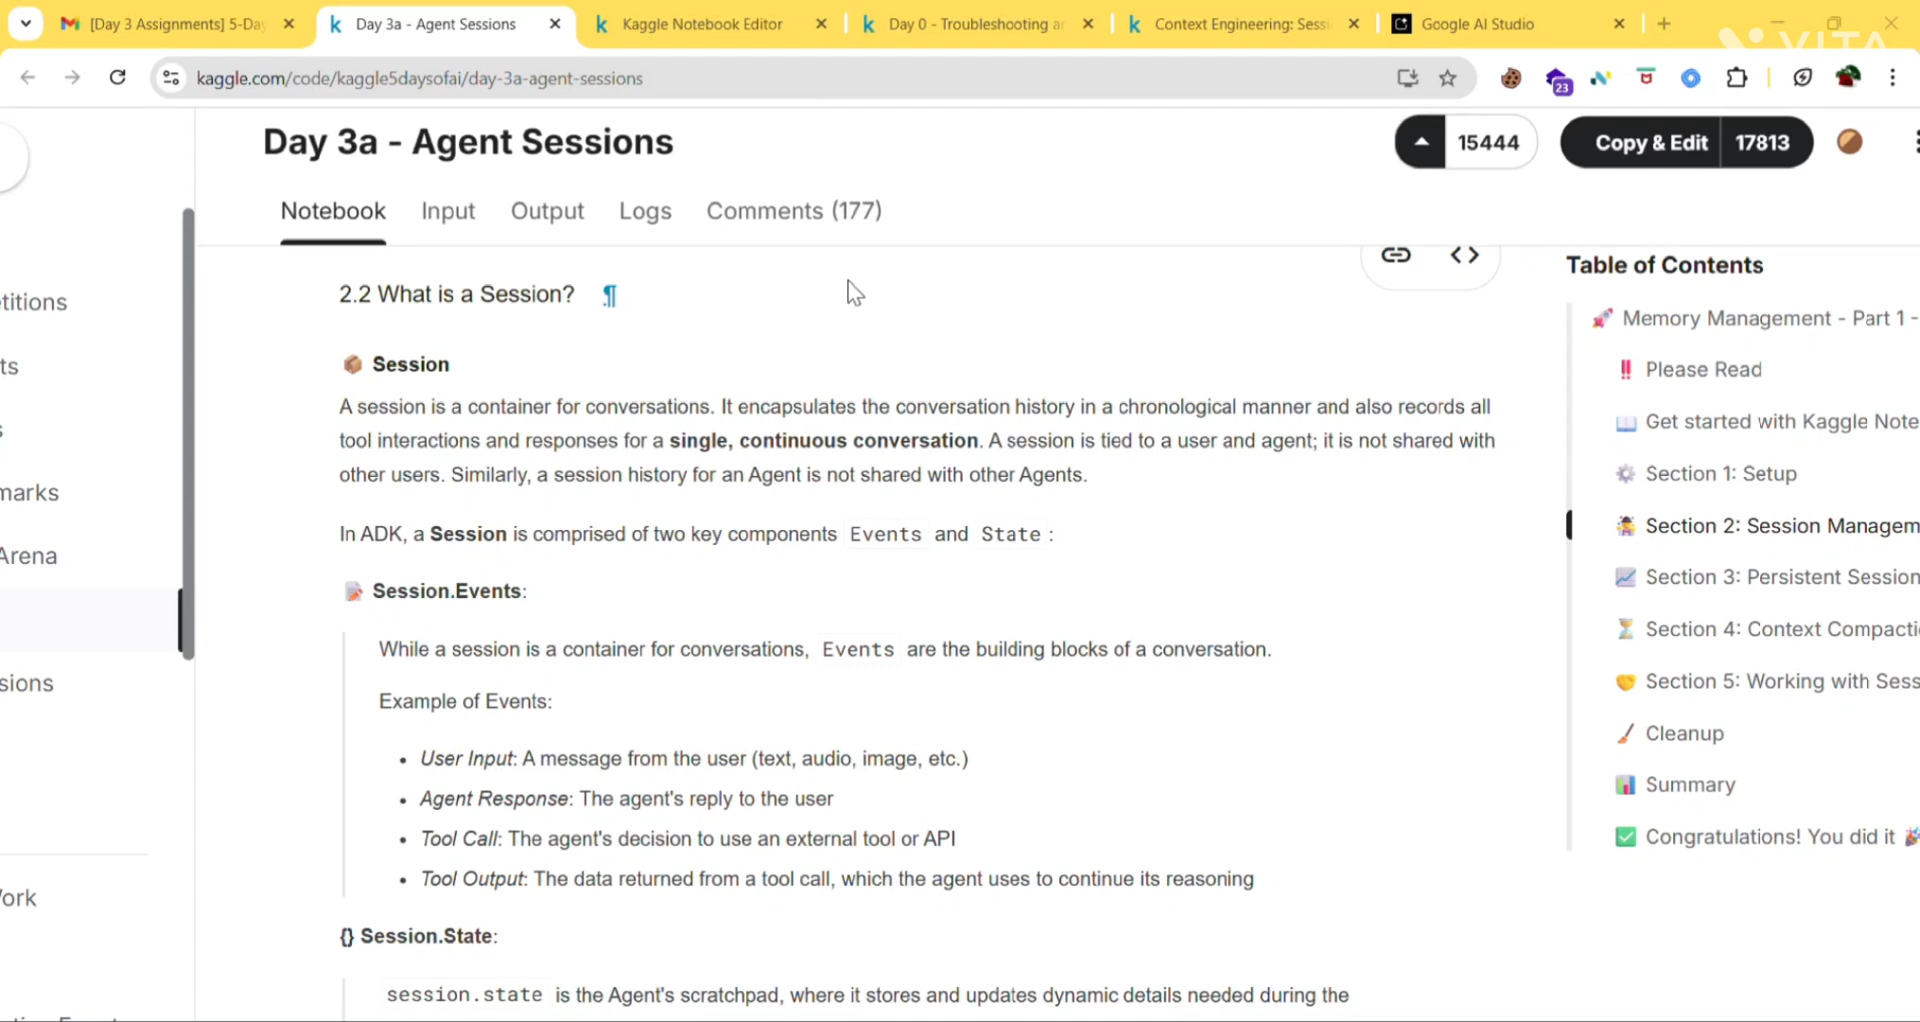 [Day 3 Assignments] 5-Day
Day 3a - Agent Sessions
Kaggle Notebook Editor
Day 0 - Troubleshooting an
Context Engineering: Sessi
Google AI Studio
VITA
kaggle.com/code/kaggle5daysofai/day-3a-agent-sessions
23
Day 3a - Agent Sessions
15444
Copy & Edit
17813
Notebook
Input
Output
Logs
Comments (177)
titions
ts
s
marks
Arena
sions
Work
2.2 What is a Session? ¶
Session
A session is a container for conversations. It encapsulates the conversation history in a chronological manner and also records all
tool interactions and responses for a single, continuous conversation. A session is tied to a user and agent; it is not shared with
other users. Similarly, a session history for an Agent is not shared with other Agents.
In ADK, a Session is comprised of two key components Events and State :
Session.Events:
While a session is a container for conversations, Events are the building blocks of a conversation.
Example of Events:
• User Input: A message from the user (text, audio, image, etc.)
• Agent Response: The agent's reply to the user
• Tool Call: The agent's decision to use an external tool or API
• Tool Output: The data returned from a tool call, which the agent uses to continue its reasoning
{} Session.State:
session.state is the Agent's scratchpad, where it stores and updates dynamic details needed during the
Table of Contents
Memory Management - Part 1 -
Please Read
Get started with Kaggle Note
Section 1: Setup
Section 2: Session Managem
Section 3: Persistent Session
Section 4: Context Compacti
Section 5: Working with Sess
Cleanup
Summary
Congratulations! You did it